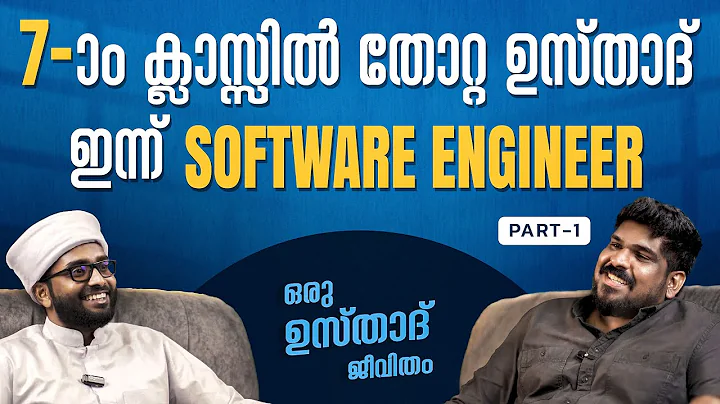 7-ാം ക്ലാസ്സിൽ തോറ്റ ഉസ്താദ്
ഇന്ന് SOFTWARE ENGINEER
PART-1
ഒരു
ഉസ്താദ്
ജീവിതം